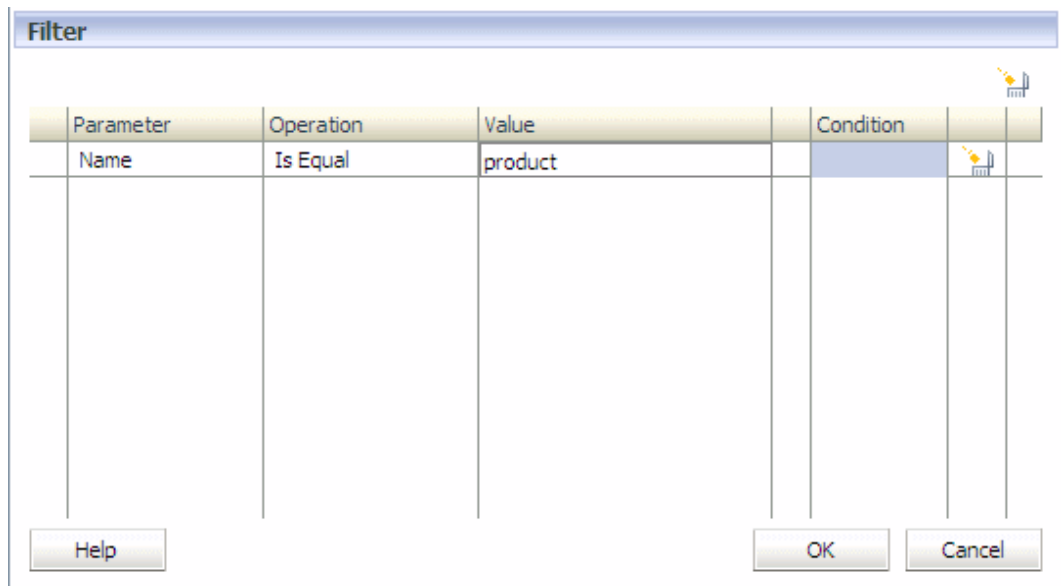 Filter
Parameter Operation Value Condition
Name Is Equal product
Help OK Cancel